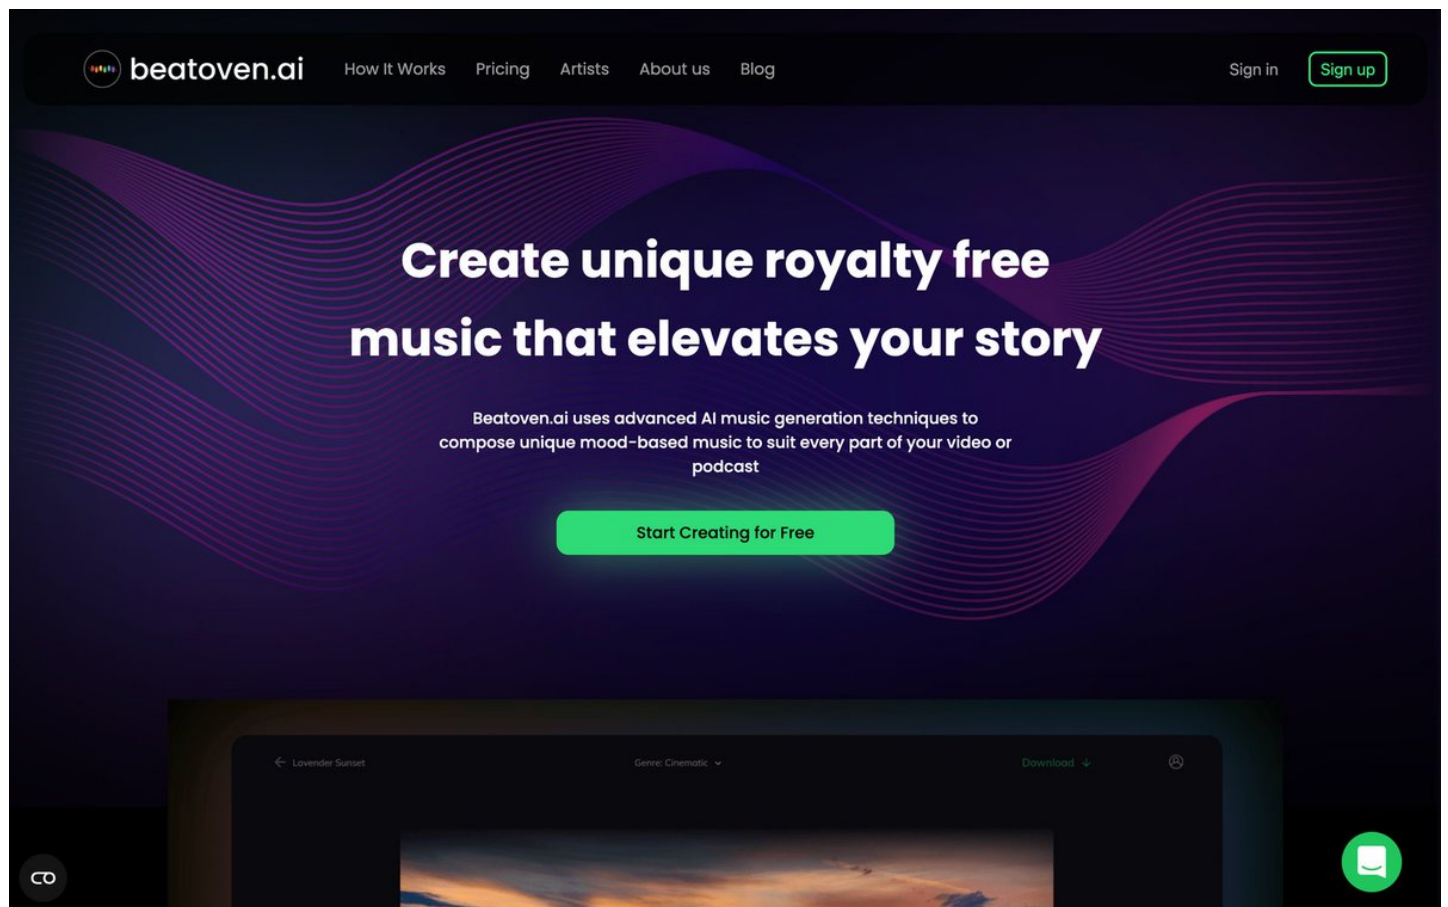 beatoven.ai How It Works Pricing Artists About us Blog Sign in Sign up
Create unique royalty free
music that elevates your story
Beatoven.ai uses advanced AI music generation techniques to
compose unique mood-based music to suit every part of your video or
podcast
Start Creating for Free
Lavender Sunset Genre: Cinematic Download